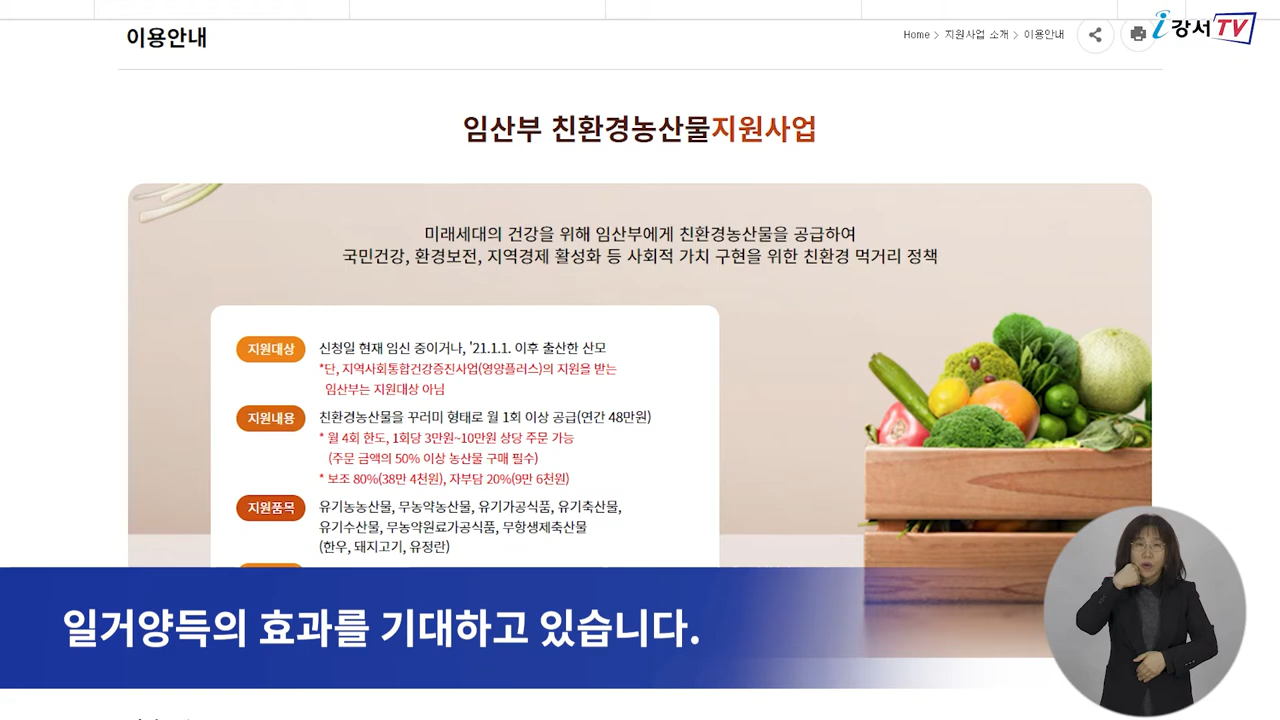 이용안내
Home > 지원사업 소개 > 이용안내
i강서TV
임산부 친환경농산물지원사업
미래세대의 건강을 위해 임산부에게 친환경농산물을 공급하여
국민건강, 환경보전, 지역경제 활성화 등 사회적 가치 구현을 위한 친환경 먹거리 정책
지원대상 신청일 현재 임신 중이거나, '21.1.1. 이후 출산한 산모
*단, 지역사회통합건강증진사업(영양플러스)의 지원을 받는
임산부는 지원대상 아님
지원내용 친환경농산물을 꾸러미 형태로 월 1회 이상 공급(연간 48만원)
* 월 4회 한도, 1회당 3만원~10만원 상당 주문 가능
(주문 금액의 50% 이상 농산물 구매 필수)
* 보조 80%(38만 4천원), 자부담 20%(9만 6천원)
지원품목 유기농농산물, 무농약농산물, 유기가공식품, 유기축산물,
유기수산물, 무농약원료가공식품, 무항생제축산물
(한우, 돼지고기, 유정란)
일거양득의 효과를 기대하고 있습니다.